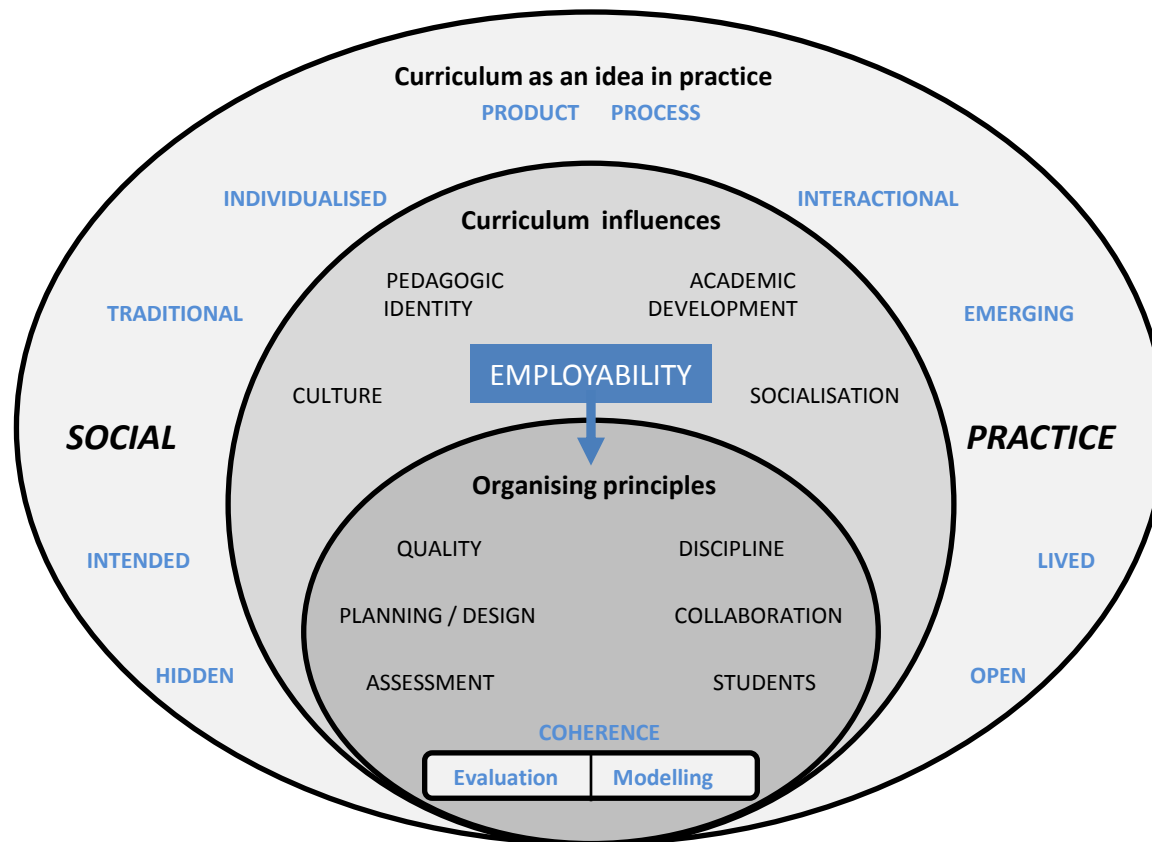 Curriculum as an idea in practice
PRODUCT PROCESS
INDIVIDUALISED INTERACTIONAL
Curriculum influences
PEDAGOGIC
IDENTITY
ACADEMIC
DEVELOPMENT
TRADITIONAL EMERGING
EMPLOYABILITY
CULTURE SOCIALISATION
SOCIAL PRACTICE
Organising principles
QUALITY DISCIPLINE
INTENDED LIVED
PLANNING / DESIGN COLLABORATION
HIDDEN OPEN
ASSESSMENT STUDENTS
COHERENCE
Evaluation Modelling